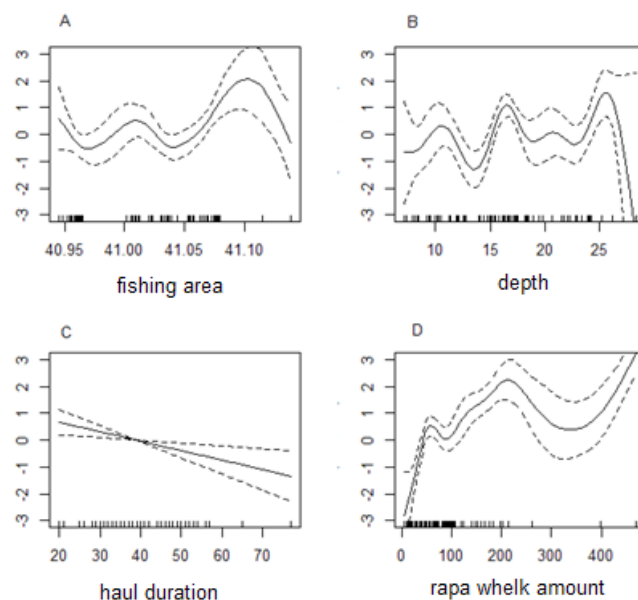 A
3
2
1
0
-1
-2
-3
40.95 41.00 41.05 41.10
fishing area
B
3
2
1
0
-1
-2
-3
10 15 20 25
depth
C
3
2
1
0
-1
-2
-3
20 30 40 50 60 70
haul duration
D
3
2
1
0
-1
-2
-3
0 100 200 300 400
rapa whelk amount